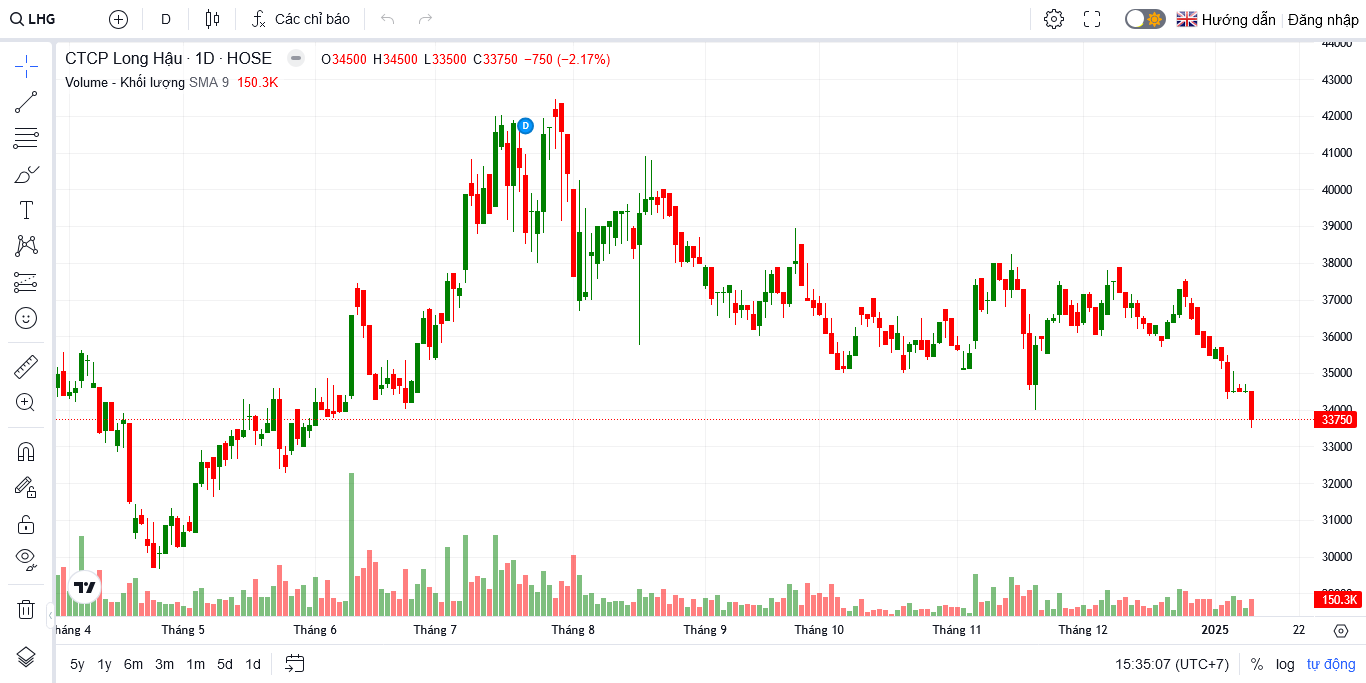 LHG D Các chỉ báo Hướng dẫn Đăng nhập
CTCP Long Hậu · 1D · HOSE O34500 H34500 L33500 C33750 −750 (−2.17%)
Volume - Khối lượng SMA 9 150.3K
D
T
44000
43000
42000
41000
40000
39000
38000
37000
36000
35000
34000
33750
33000
32000
31000
30000
150.3K
háng 4 Tháng 5 Tháng 6 Tháng 7 Tháng 8 Tháng 9 Tháng 10 Tháng 11 Tháng 12 2025 22
5y 1y 6m 3m 1m 5d 1d 15:35:07 (UTC+7) % log tự động